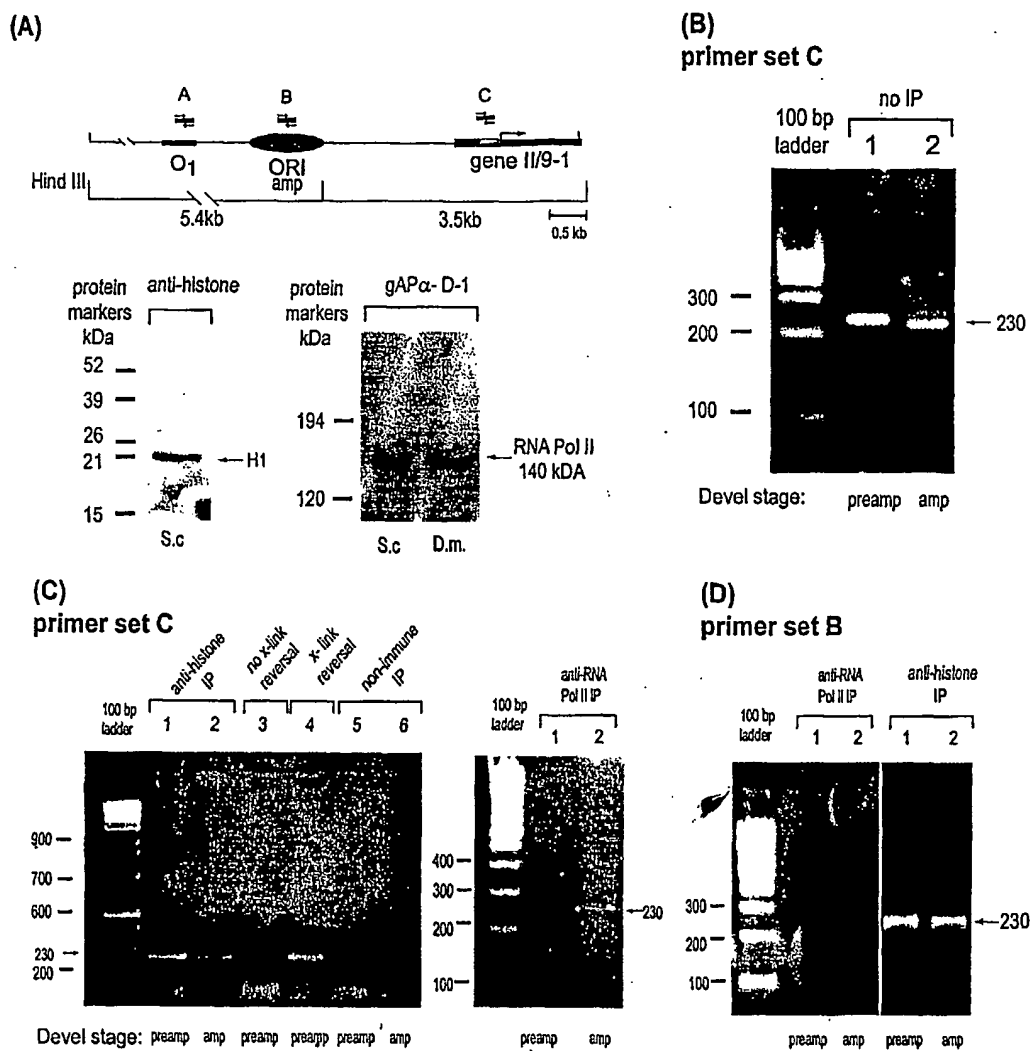 (A)
A
B
C
O1
ORI
amp
gene II/9-1
Hind III
5.4kb
3.5kb
0.5 kb
protein
markers
kDa
anti-histone
52
39
26
21
15
H1
S.c
protein
markers
kDa
gAPα- D-1
194
120
RNA Pol II
140 kDA
S.c
D.m.
(B)
primer set C
100 bp
ladder
no IP
1
2
300
200
100
230
Devel stage:
preamp
amp
(C)
primer set C
100 bp
ladder
anti-histone
IP
no x-link
reversal
x- link
reversal
non-immune
IP
1
2
3
4
5
6
900
700
600
230
200
Devel stage:
preamp
amp
preamp
preamp
preamp
amp
100 bp
ladder
anti-RNA
Pol II IP
1
2
400
300
200
100
230
preamp
amp
(D)
primer set B
100 bp
ladder
anti-RNA
Pol II IP
anti-histone
IP
1
2
1
2
300
200
100
230
preamp
amp
preamp
amp